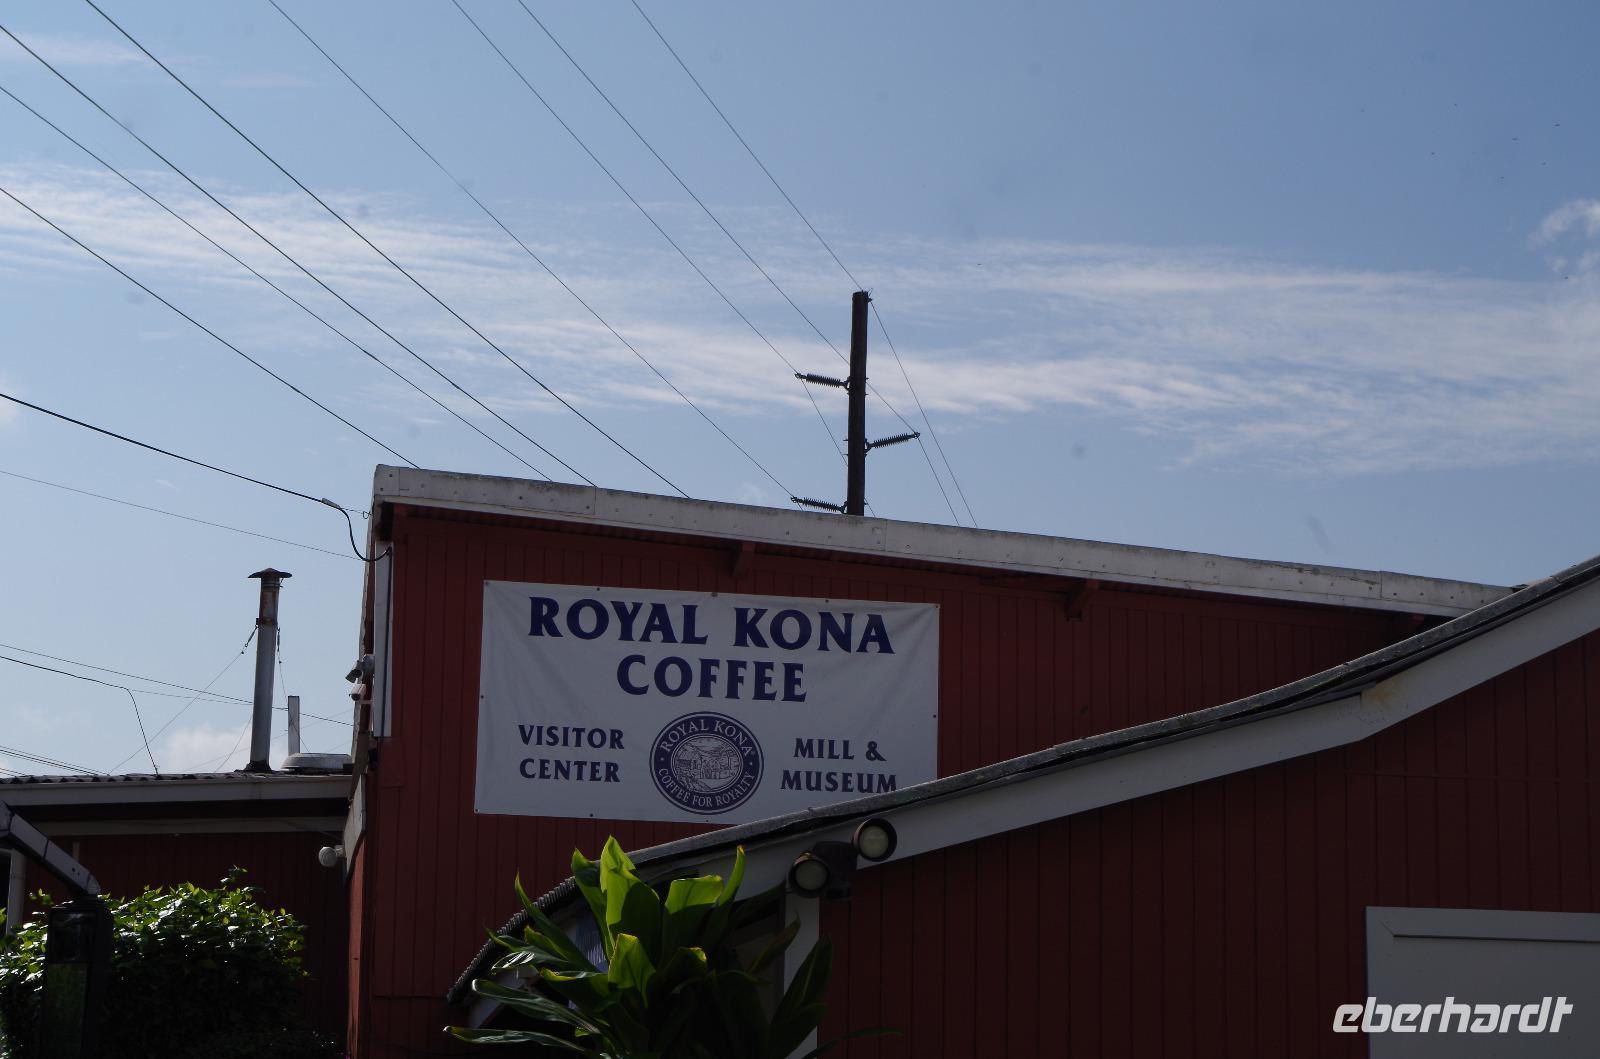 ROYAL KONA
COFFEE
VISITOR
CENTER
ROYAL KONA
COFFEE FOR ROYALTY
MILL &
MUSEUM
eberhardt